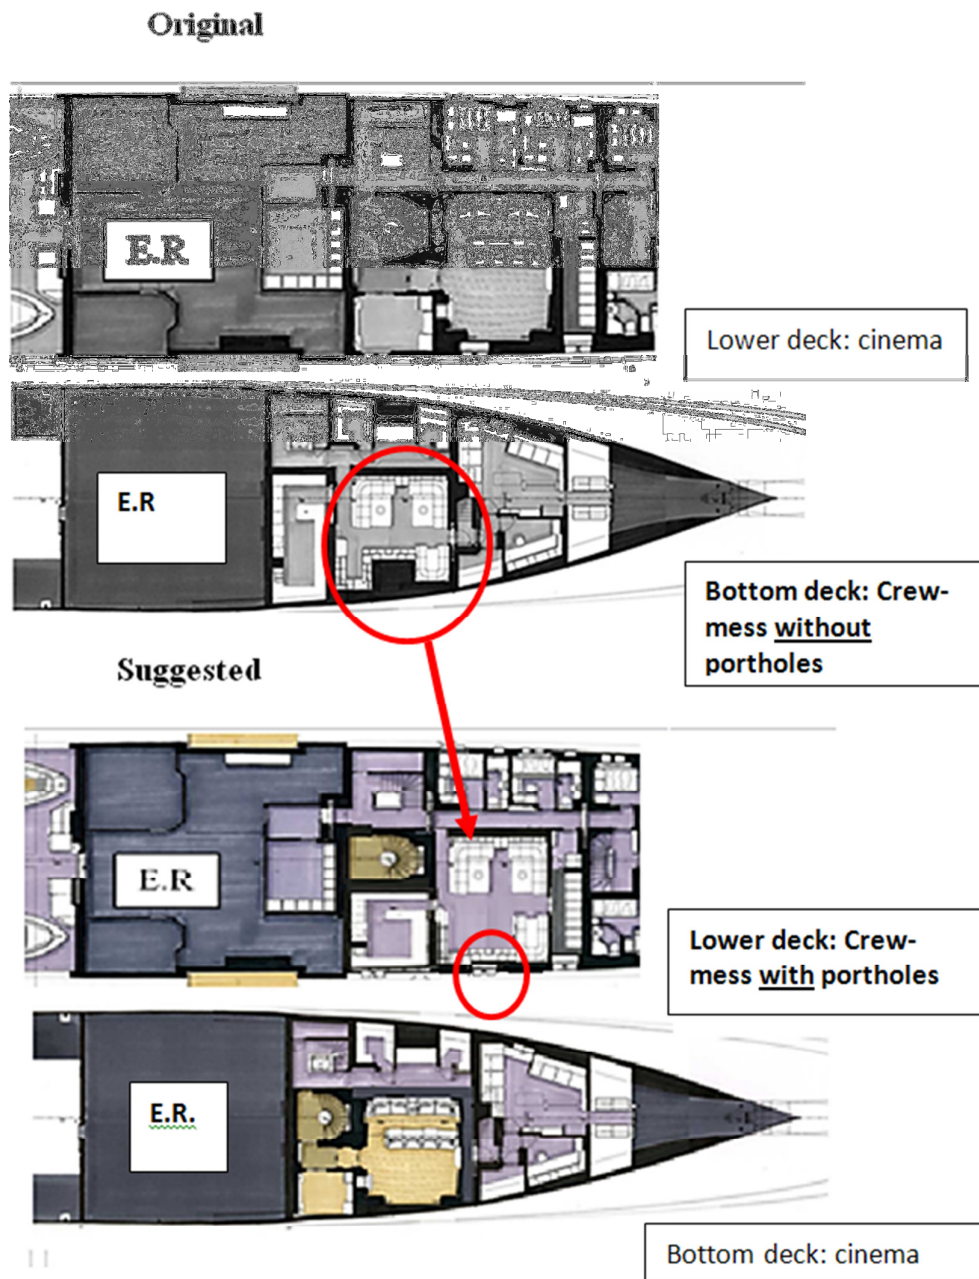 Original
E.R
Lower deck: cinema
E.R
Bottom deck: Crew-
mess without
portholes
Suggested
E.R
Lower deck: Crew-
mess with portholes
E.R.
Bottom deck: cinema